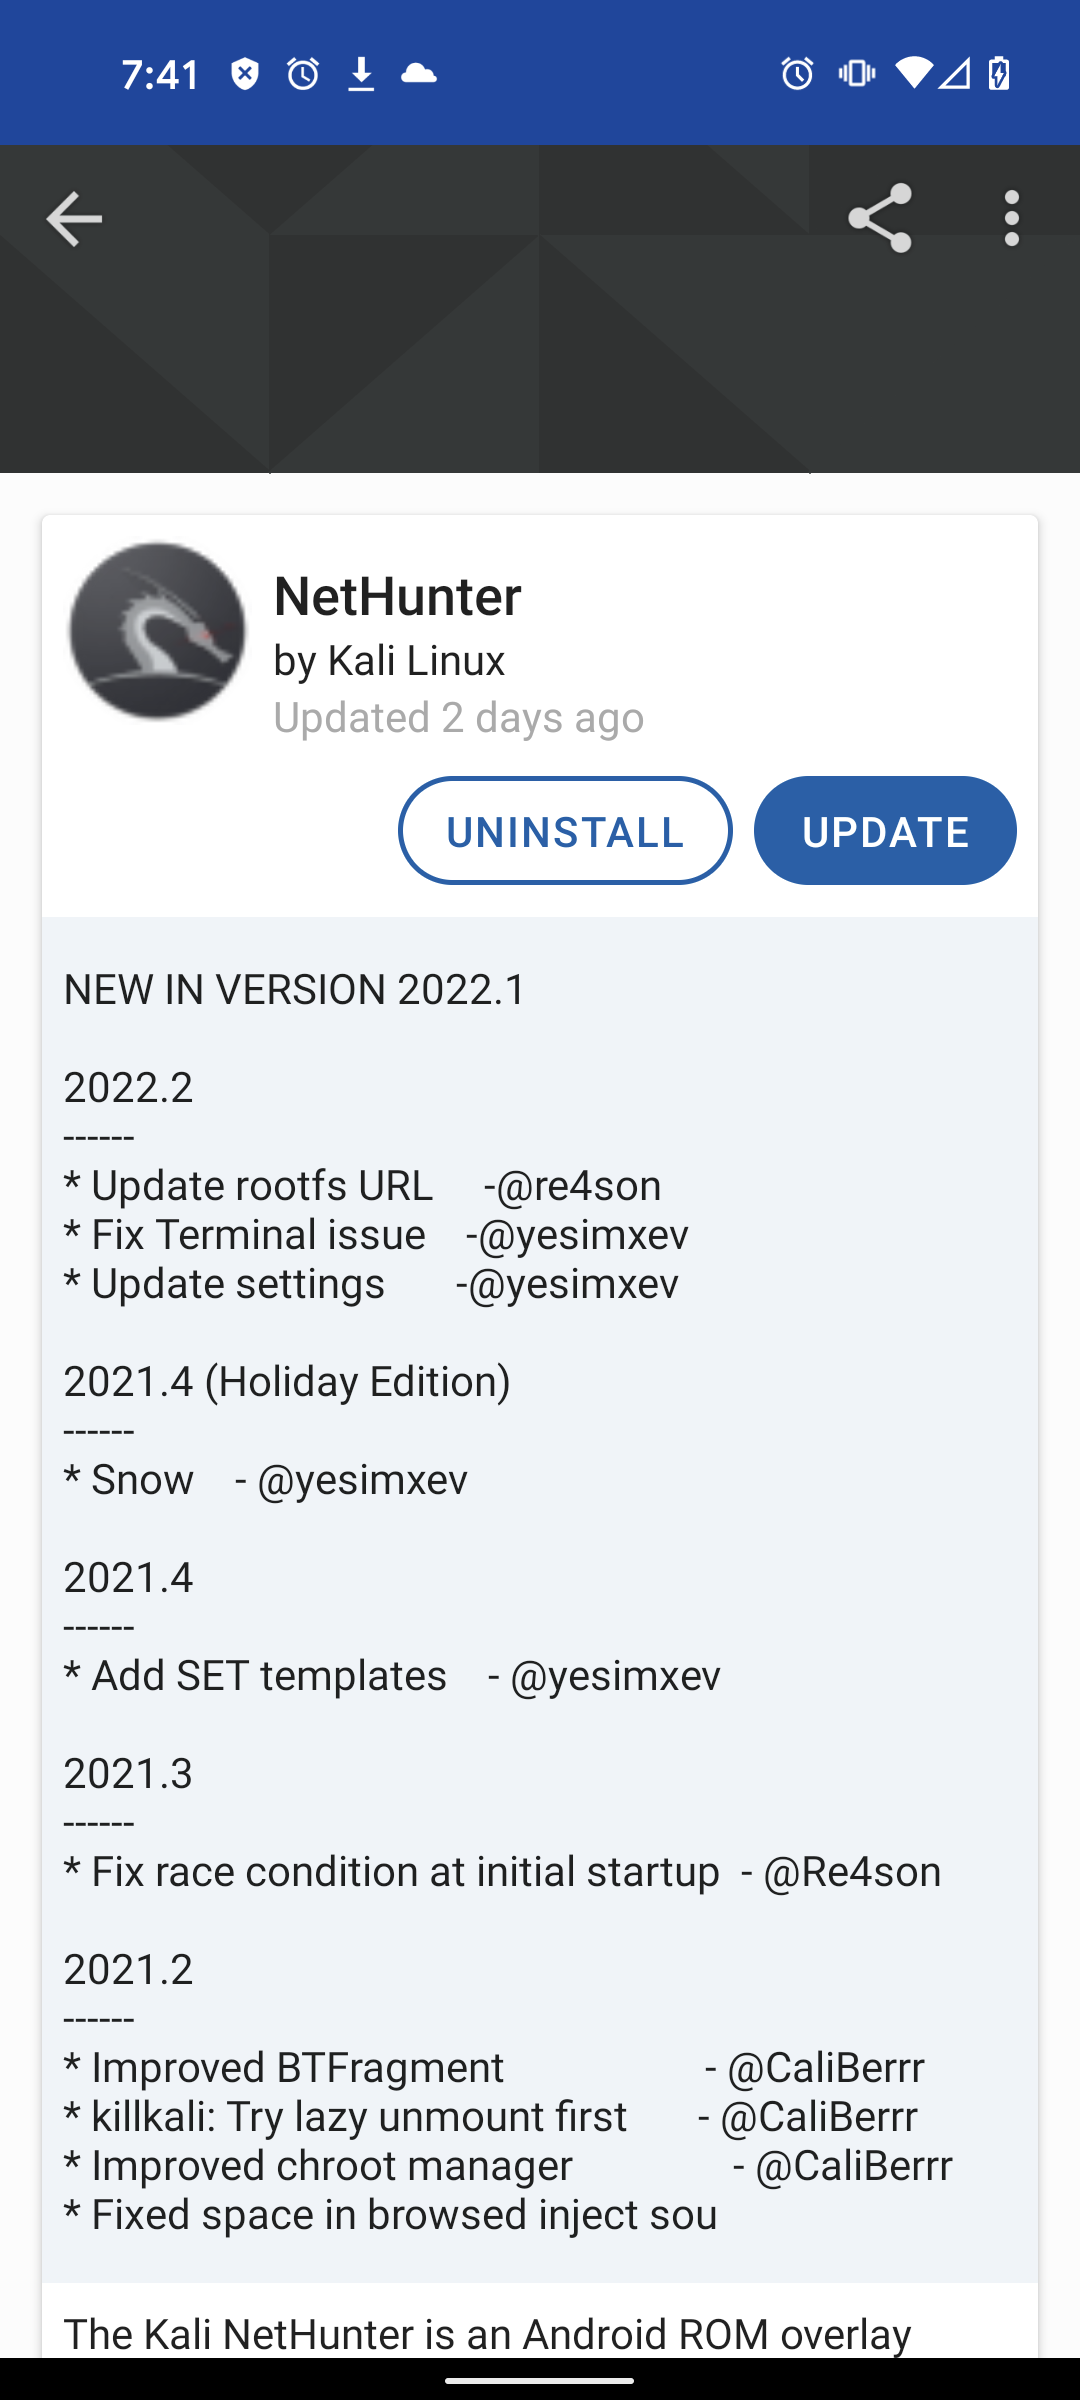 7:41
NetHunter
by Kali Linux
Updated 2 days ago
UNINSTALL
UPDATE
NEW IN VERSION 2022.1
2022.2
------
* Update rootfs URL -@re4son
* Fix Terminal issue -@yesimxev
* Update settings -@yesimxev
2021.4 (Holiday Edition)
------
* Snow - @yesimxev
2021.4
------
* Add SET templates - @yesimxev
2021.3
------
* Fix race condition at initial startup - @Re4son
2021.2
------
* Improved BTFragment - @CaliBerrr
* killkali: Try lazy unmount first - @CaliBerrr
* Improved chroot manager - @CaliBerrr
* Fixed space in browsed inject sou
The Kali NetHunter is an Android ROM overlay